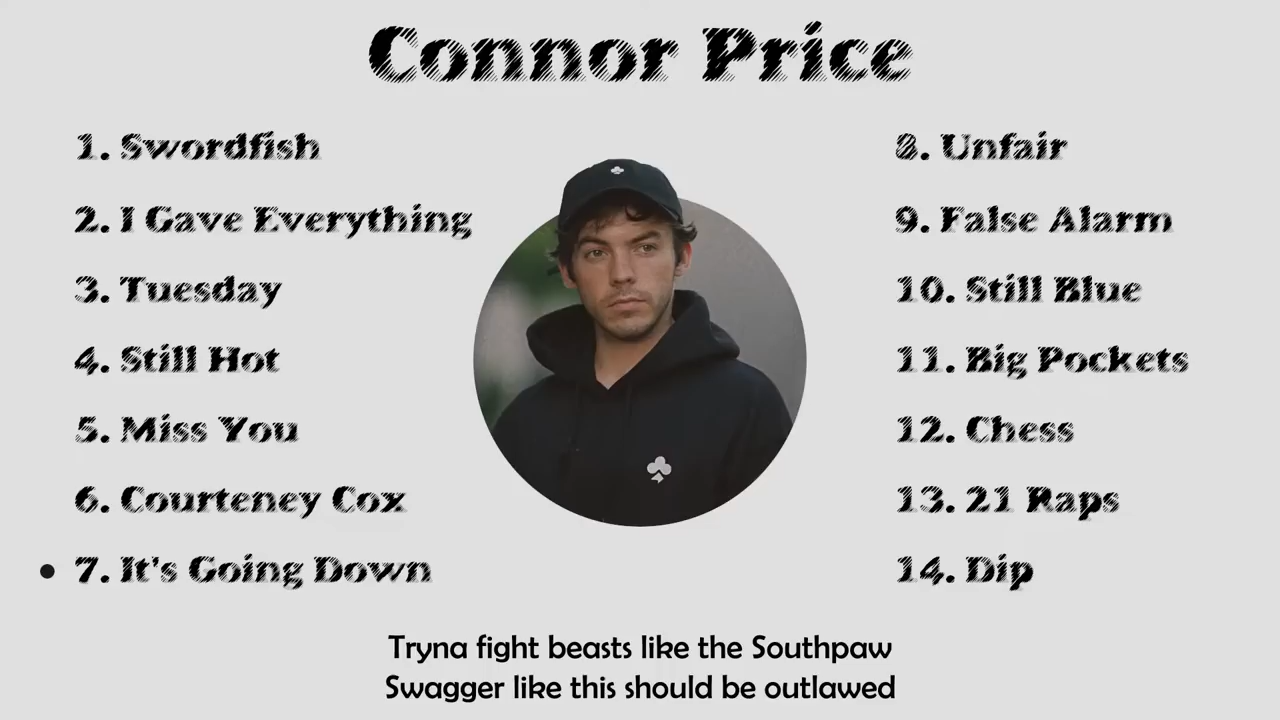 Connor Price
1. Swordfish
2. I Gave Everything
3. Tuesday
4. Still Hot
5. Miss You
6. Courteney Cox
7. It's Going Down
8. Unfair
9. False Alarm
10. Still Blue
11. Big Pockets
12. Chess
13. 21 Raps
14. Dip
Tryna fight beasts like the Southpaw
Swagger like this should be outlawed